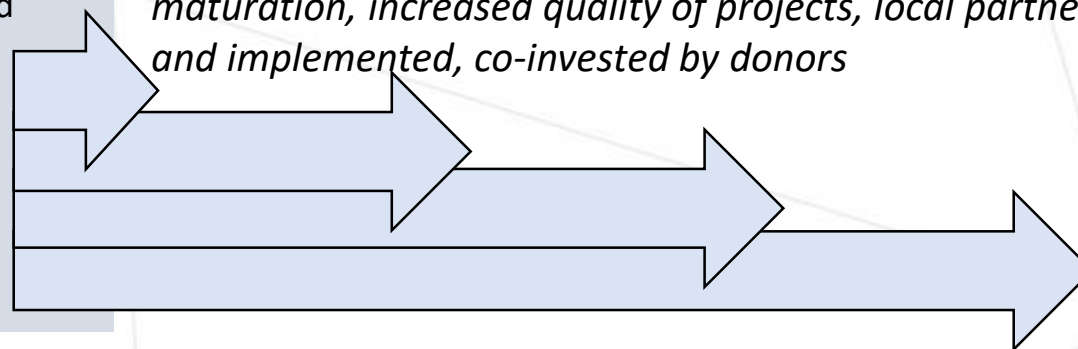 maturation, increased quality of projects, local partne
and implemented, co-invested by donors